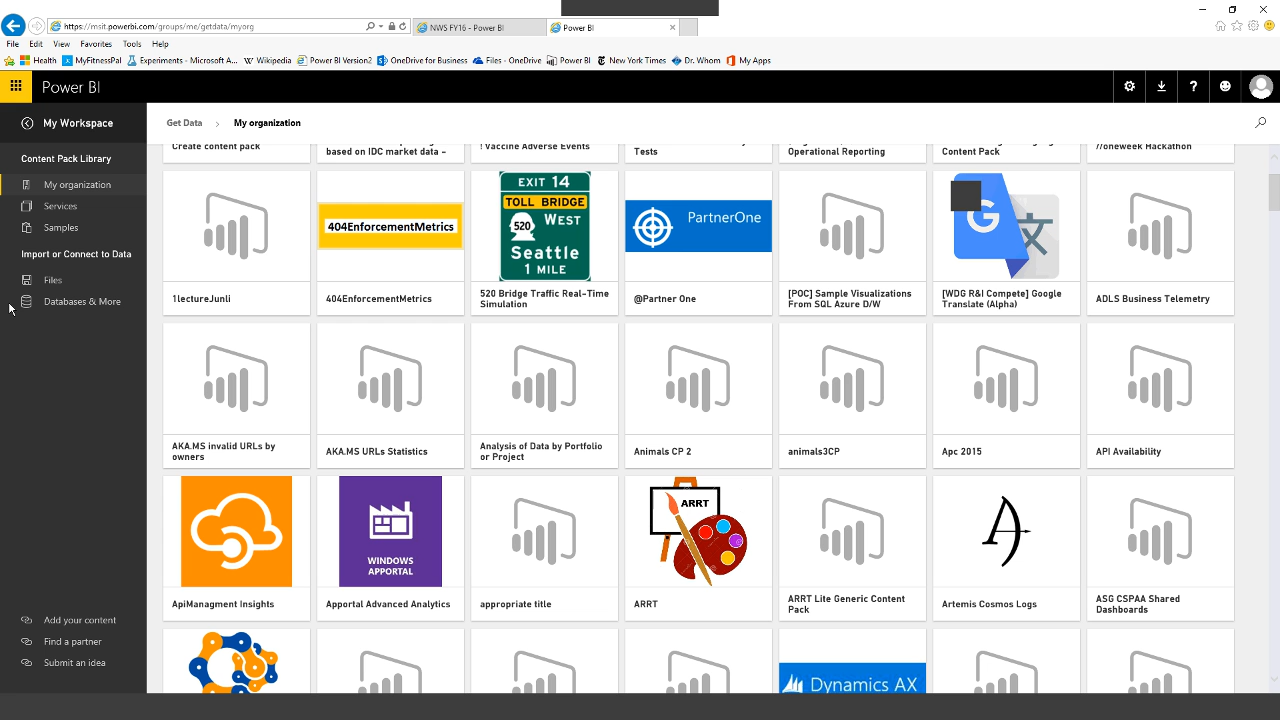 https://msit.powerbi.com/groups/me/getdata/myorg
NWS FY16 - Power BI
Power BI
File Edit View Favorites Tools Help
Health
MyFitnessPal
Experiments - Microsoft A...
Wikipedia
Power BI Version2
OneDrive for Business
Files - OneDrive
Power BI
New York Times
Dr. Whom
My Apps
Power BI
My Workspace
Get Data > My organization
Content Pack Library
My organization
Services
Samples
Import or Connect to Data
Files
Databases & More
Add your content
Find a partner
Submit an idea
Create content pack
based on IDC market data –
! Vaccine Adverse Events
Tests
Operational Reporting
Content Pack
//oneweek Hackathon
404EnforcementMetrics
EXIT 14
TOLL BRIDGE
520
WEST
Seattle
1 MILE
PartnerOne
G
文
1lectureJunli
404EnforcementMetrics
520 Bridge Traffic Real-Time
Simulation
@Partner One
[POC] Sample Visualizations
From SQL Azure D/W
[WDG R&I Compete] Google
Translate (Alpha)
ADLS Business Telemetry
AKA.MS invalid URLs by
owners
AKA.MS URLs Statistics
Analysis of Data by Portfolio
or Project
Animals CP 2
animals3CP
Apc 2015
API Availability
WINDOWS
APPORTAL
ARRT
ApiManagment Insights
Apportal Advanced Analytics
appropriate title
ARRT
ARRT Lite Generic Content
Pack
Artemis Cosmos Logs
ASG CSPAA Shared
Dashboards
Dynamics AX